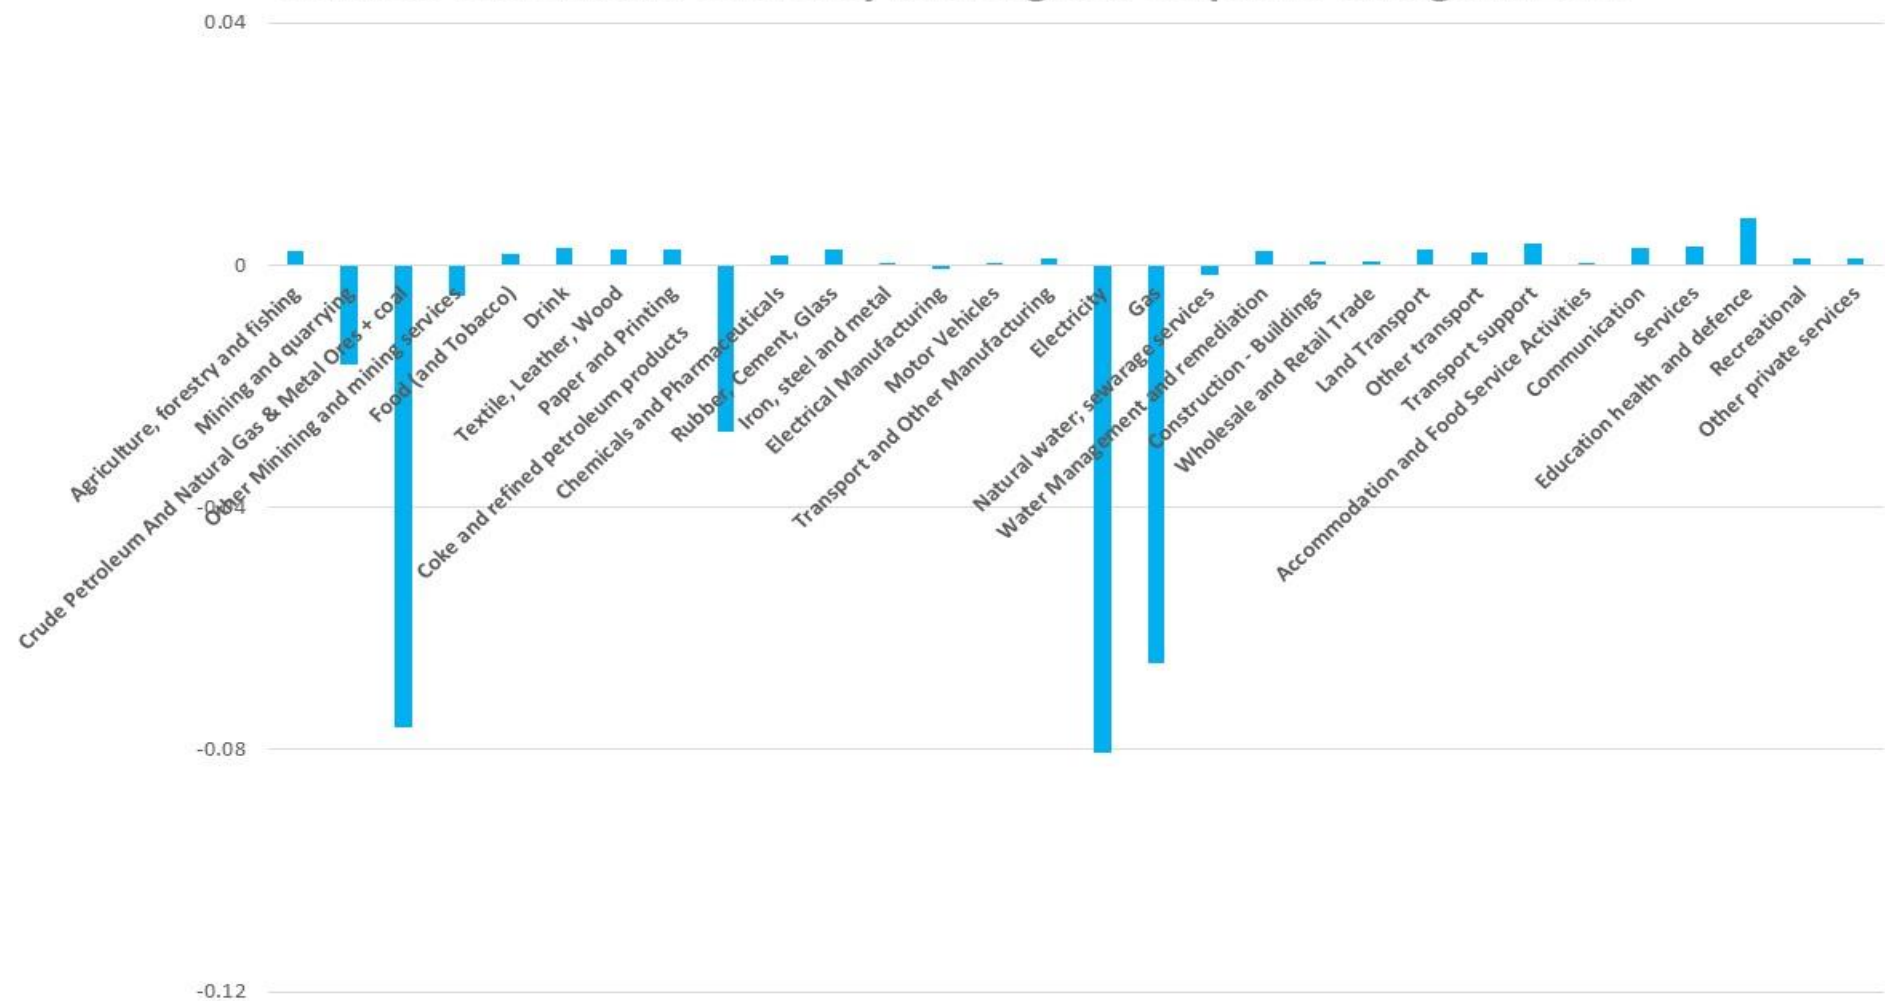 0.04
0
-0.04
-0.08
-0.12
Agriculture, forestry and fishing
Mining and quarrying
Crude Petroleum And Natural Gas & Metal Ores + coal
Other Minining and mining services
Food (and Tobacco)
Drink
Textile, Leather, Wood
Paper and Printing
Coke and refined petroleum products
Chemicals and Pharmaceuticals
Rubber, Cement, Glass
Iron, steel and metal
Electrical Manufacturing
Motor Vehicles
Transport and Other Manufacturing
Electricity
Gas
Natural water; sewarage services
Water Management and remediation
Construction - Buildings
Wholesale and Retail Trade
Land Transport
Other transport
Transport support
Accommodation and Food Service Activities
Communication
Services
Education health and defence
Recreational
Other private services